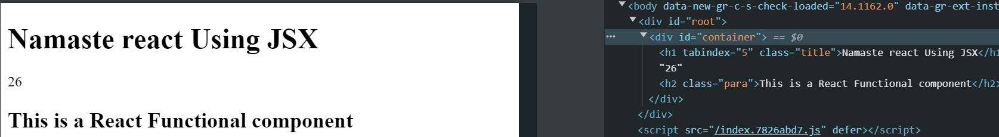 Namaste react Using JSX
26
This is a React Functional component
<body data-new-gr-c-s-check-loaded="14.1162.0" data-gr-ext-inst
<div id="root">
··· <div id="container"> == $0
<h1 tabindex="5" class="title">Namaste react Using JSX</h1
"26"
<h2 class="para">This is a React Functional component</h2>
</div>
</div>
<script src="/index.7826abd7.js" defer></script>